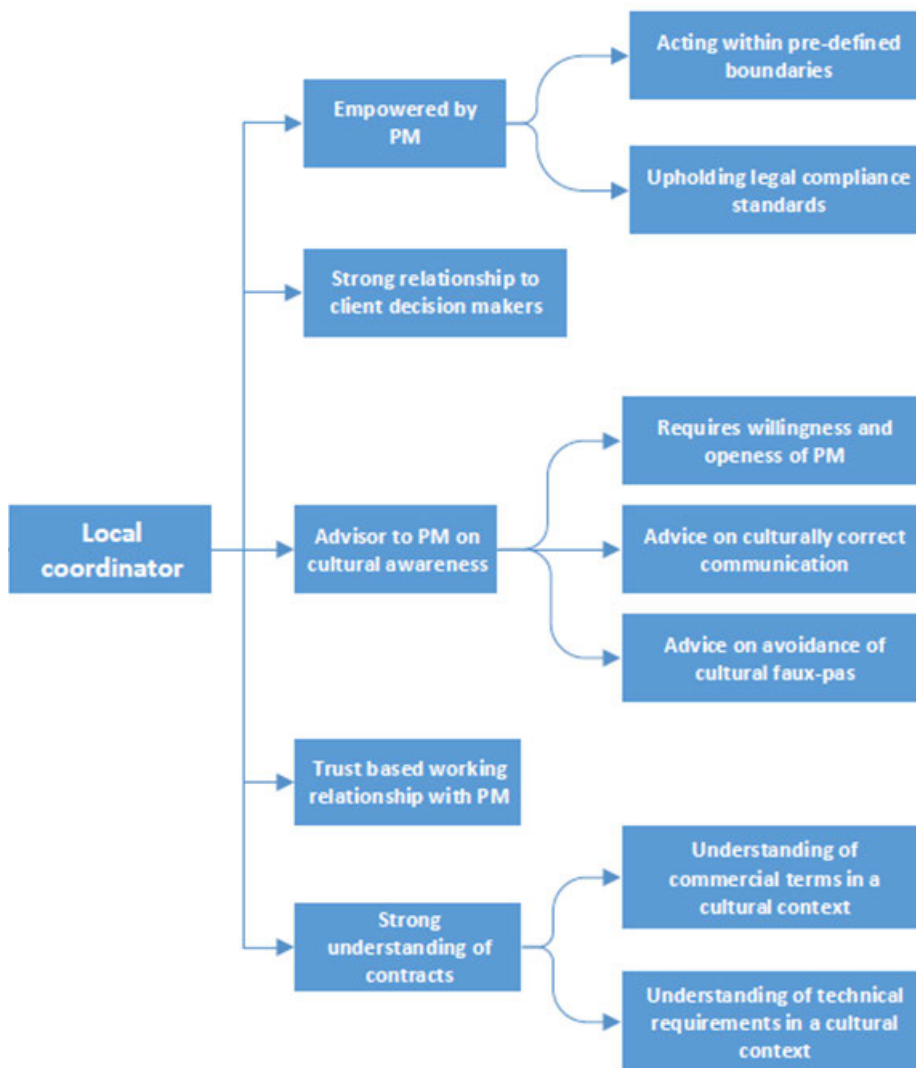 Acting within pre-defined
boundaries
Empowered by
PM
Upholding legal compliance
standards
Strong relationship to
client decision makers
Requires willingness and
openess of PM
Local
coordinator
Advisor to PM on
cultural awareness
Advice on culturally correct
communication
Advice on avoidance of
cultural faux-pas
Trust based working
relationship with PM
Understanding of
commercial terms in a
cultural context
Strong
understanding of
contracts
Understanding of technical
requirements in a cultural
context